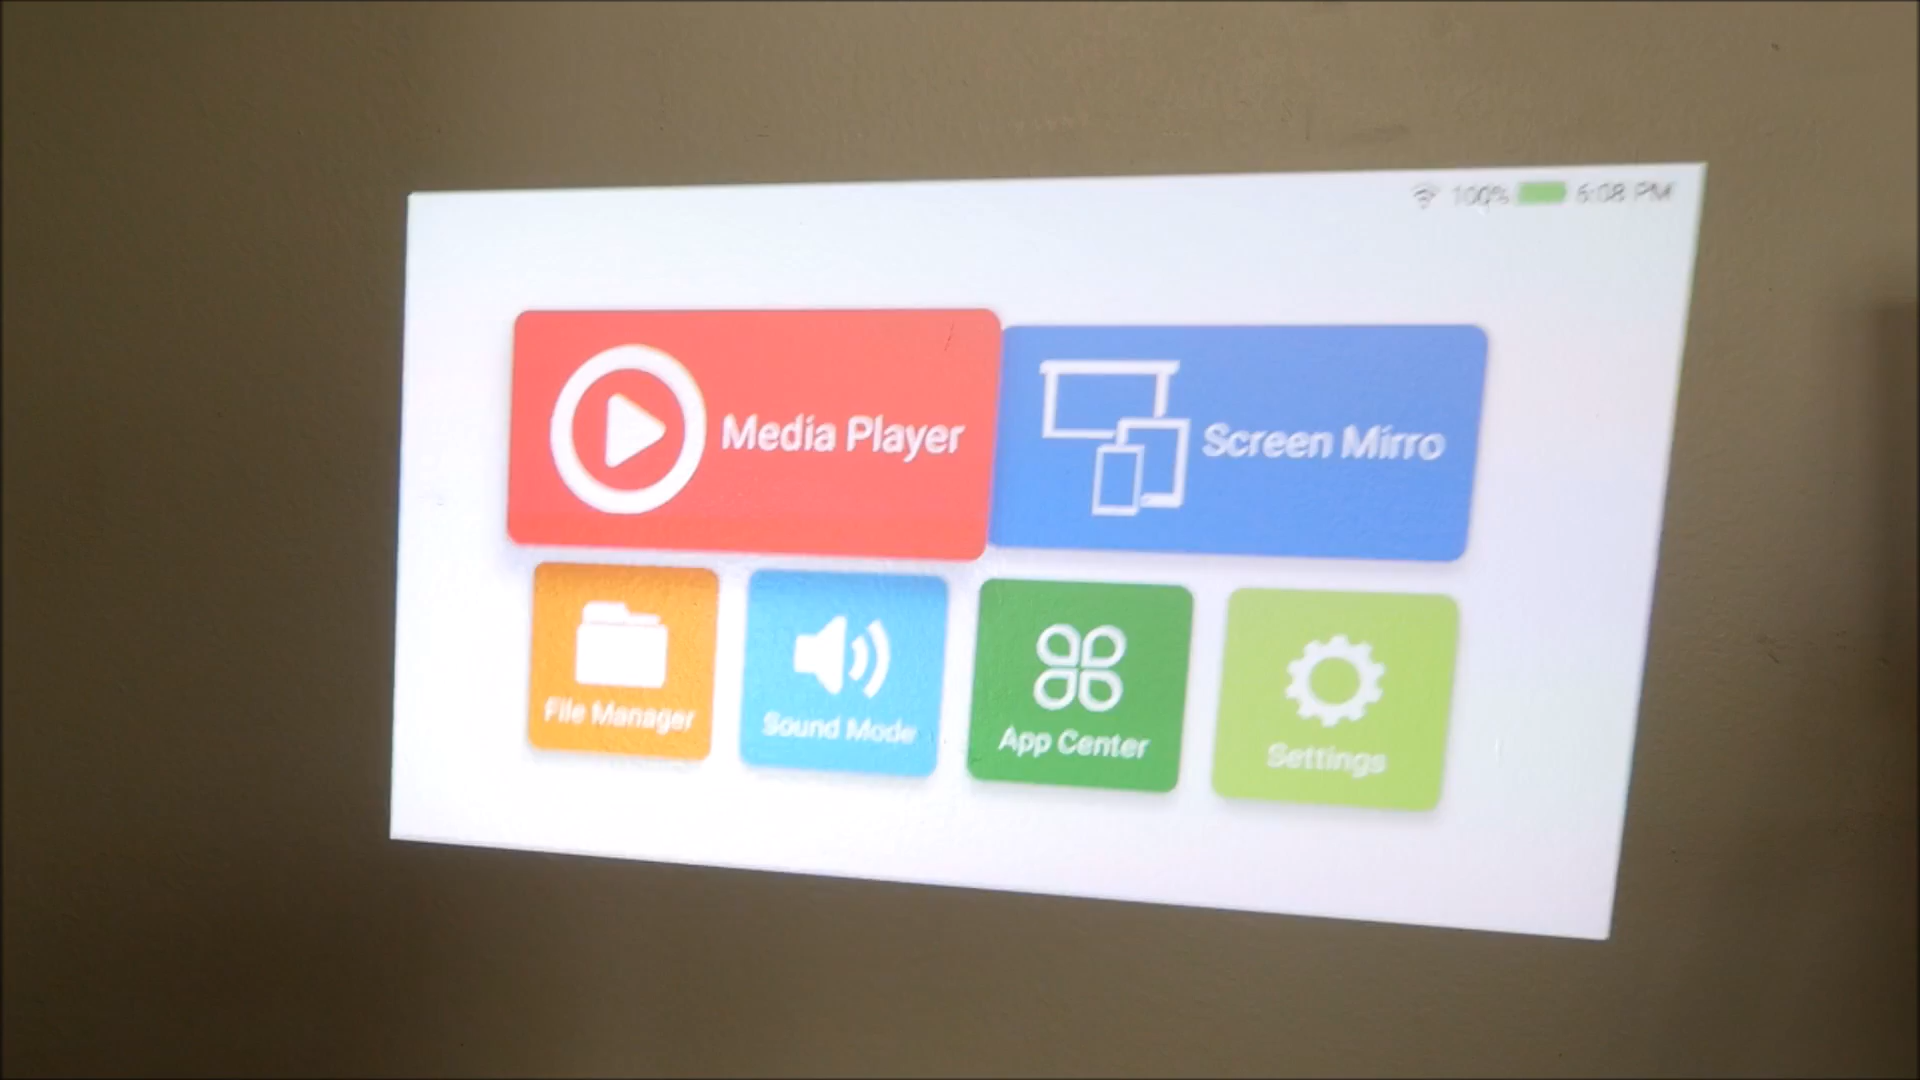 100% 6:08 PM
Media Player
Screen Mirro
File Manager
Sound Mode
App Center
Settings